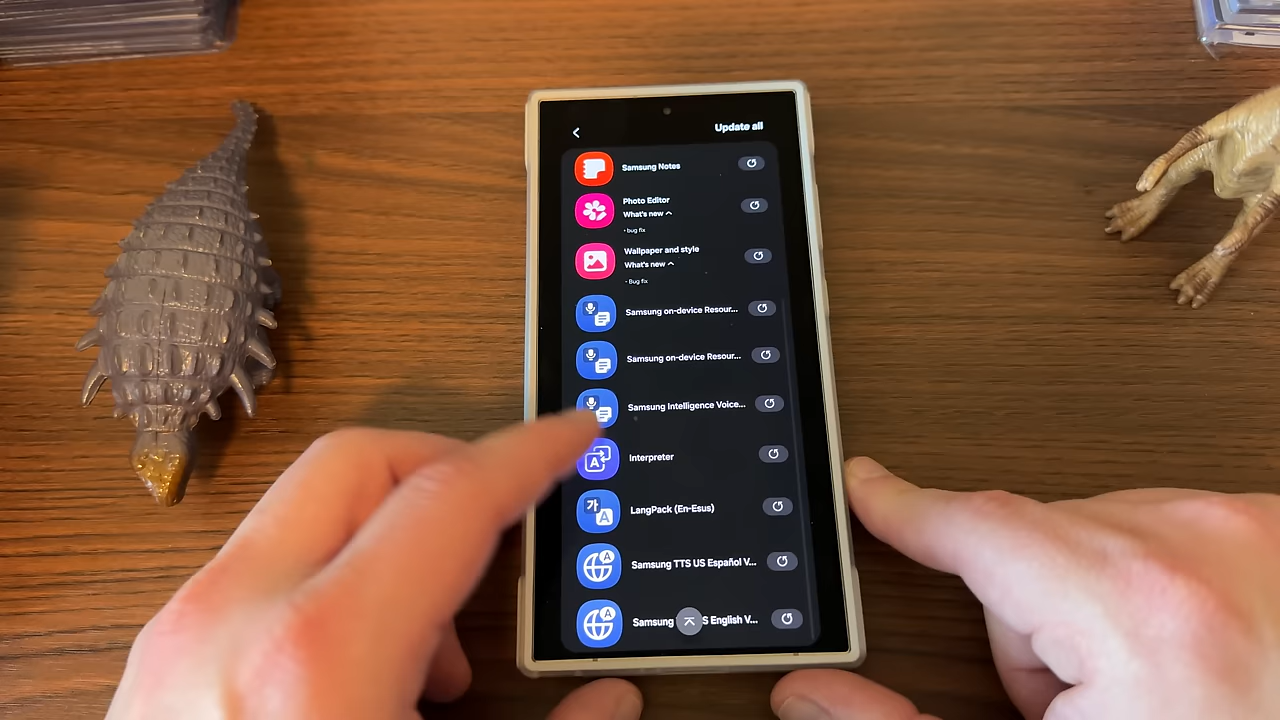 Update all
Samsung Notes
Photo Editor
What's new
• bug fix
Wallpaper and style
What's new
- Bug fix
Samsung on-device Resour...
Samsung on-device Resour...
Samsung Intelligence Voice...
Interpreter
LangPack (En-Esus)
Samsung TTS US Español V...
Samsung S English V...